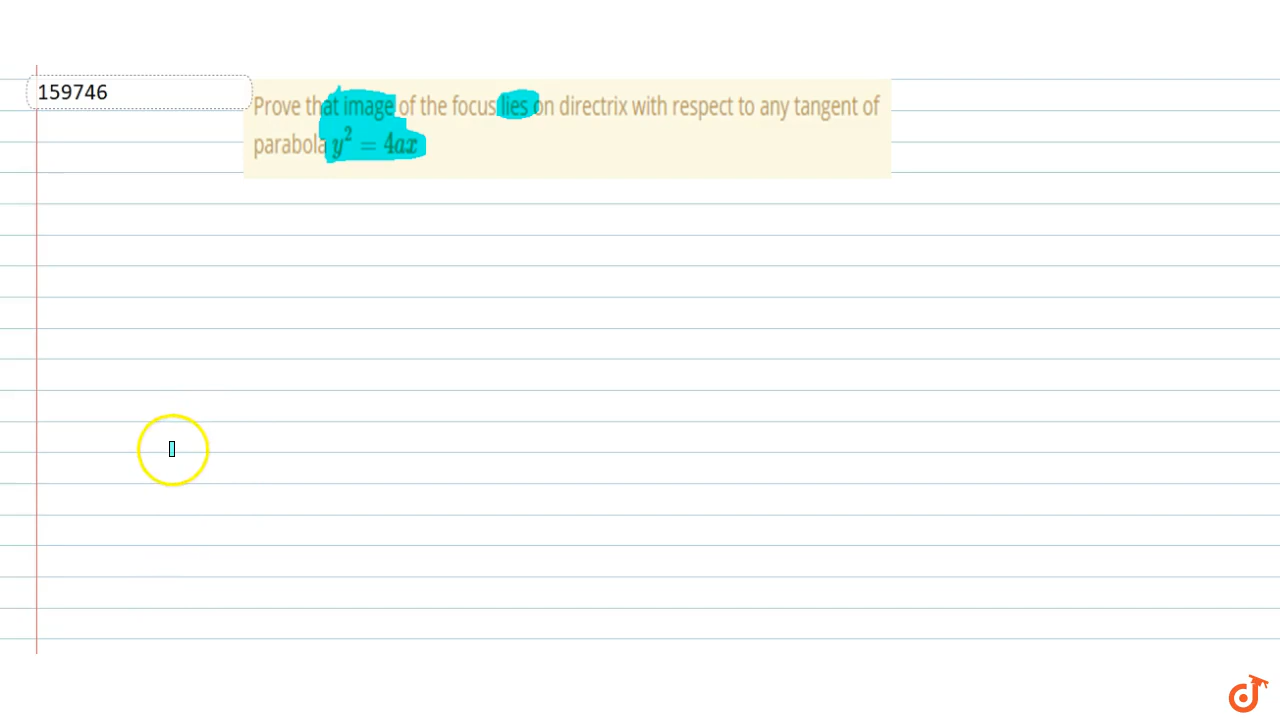 159746
Prove that image of the focus lies on directrix with respect to any tangent of
parabola y² = 4ax